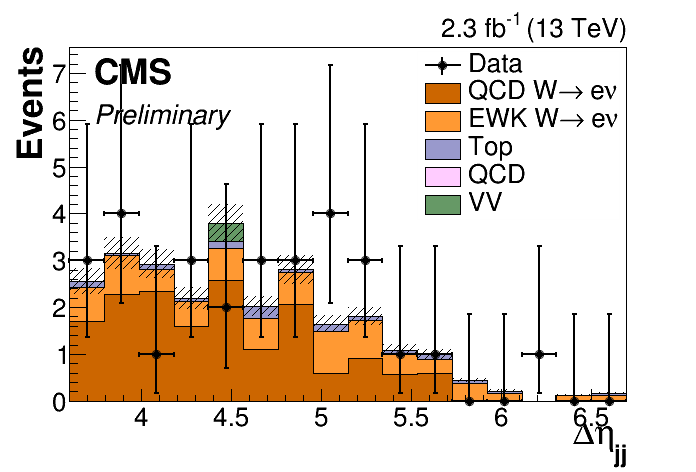 2.3 fb⁻¹ (13 TeV)
Events
CMS
Preliminary
Data
QCD W→ eν
EWK W→ eν
Top
QCD
VV
7
6
5
4
3
2
1
0
4 4.5 5 5.5 6 6.5
Δη_jj